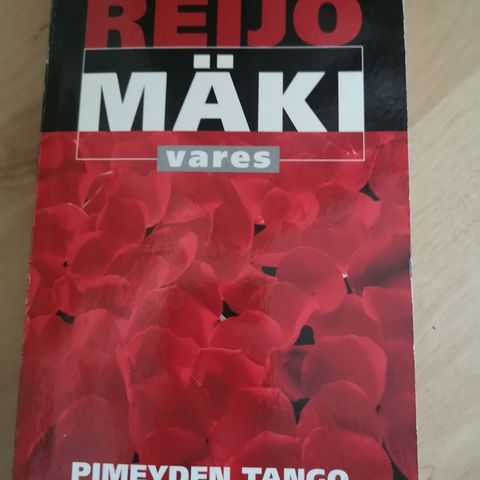 REIJO
MÄKI
vares
PIMEYDEN TANGO